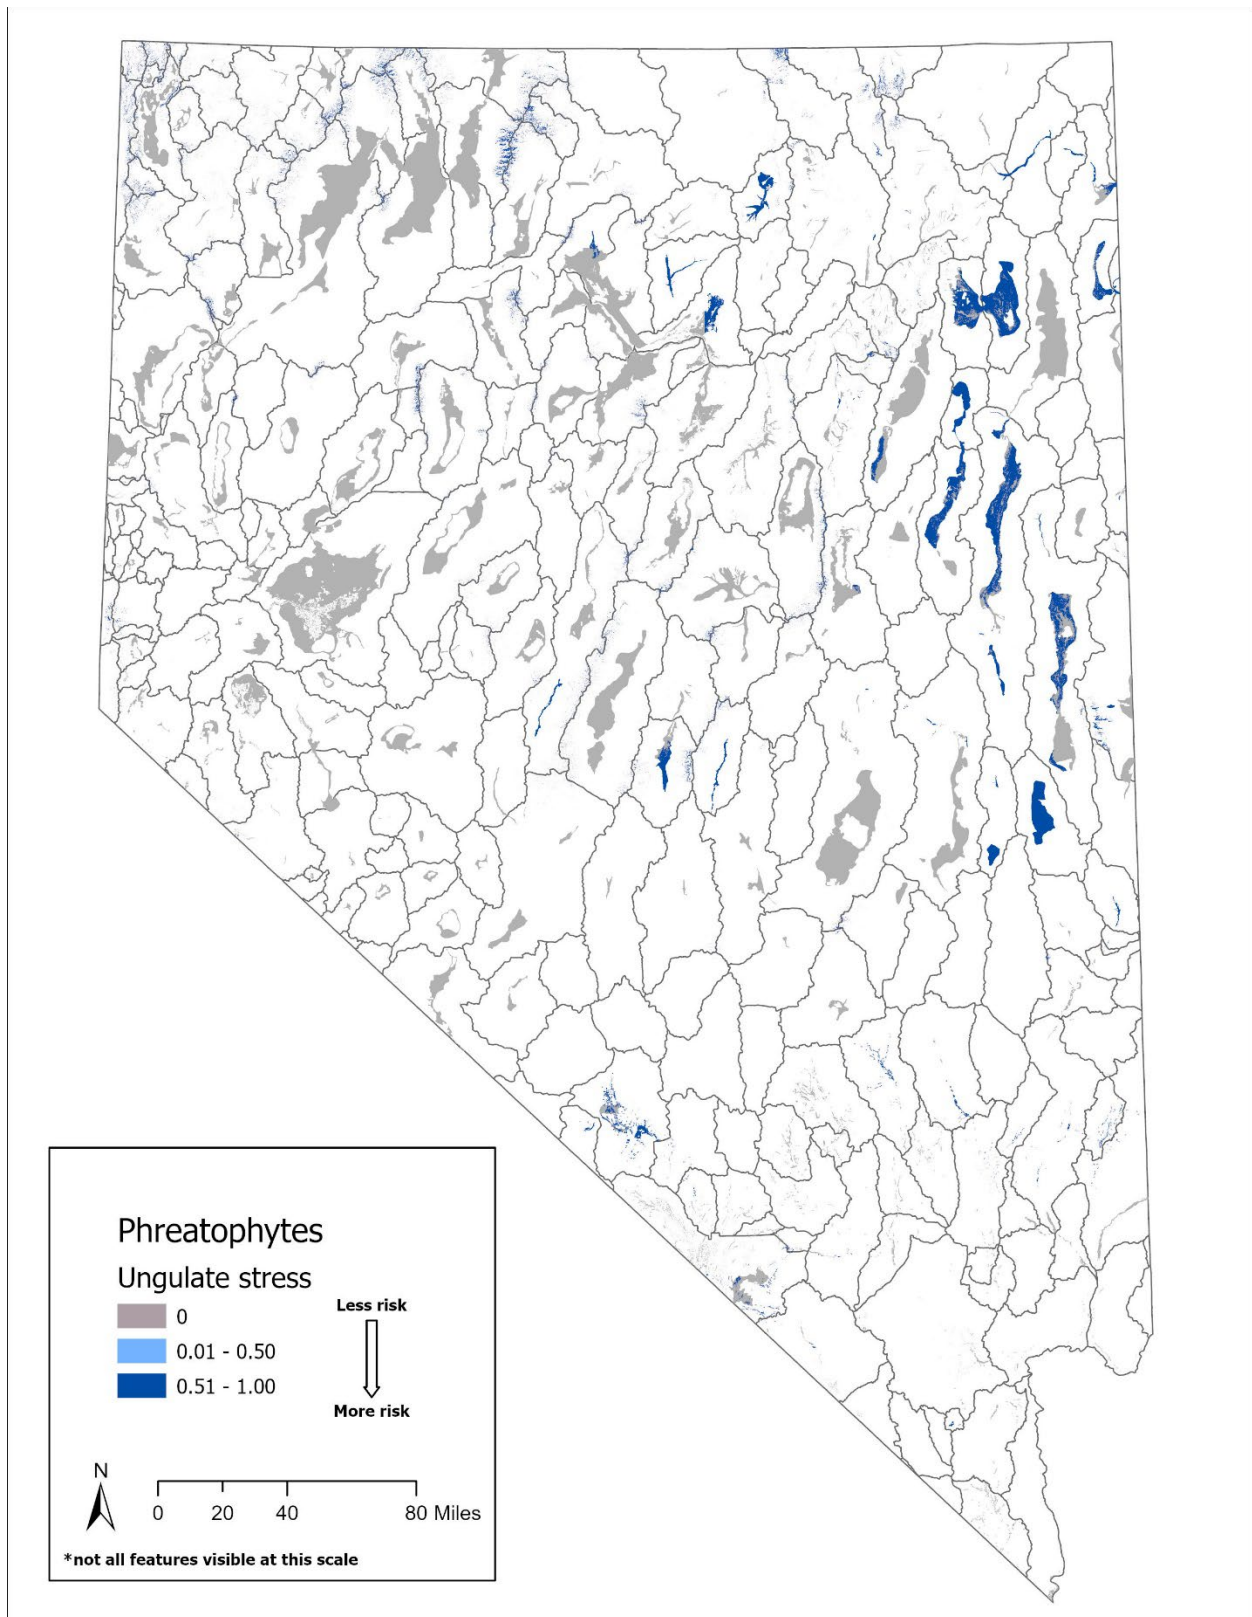 Phreatophytes
Ungulate stress
0
0.01 - 0.50
0.51 - 1.00
Less risk
More risk
N
0 20 40 80 Miles
*not all features visible at this scale